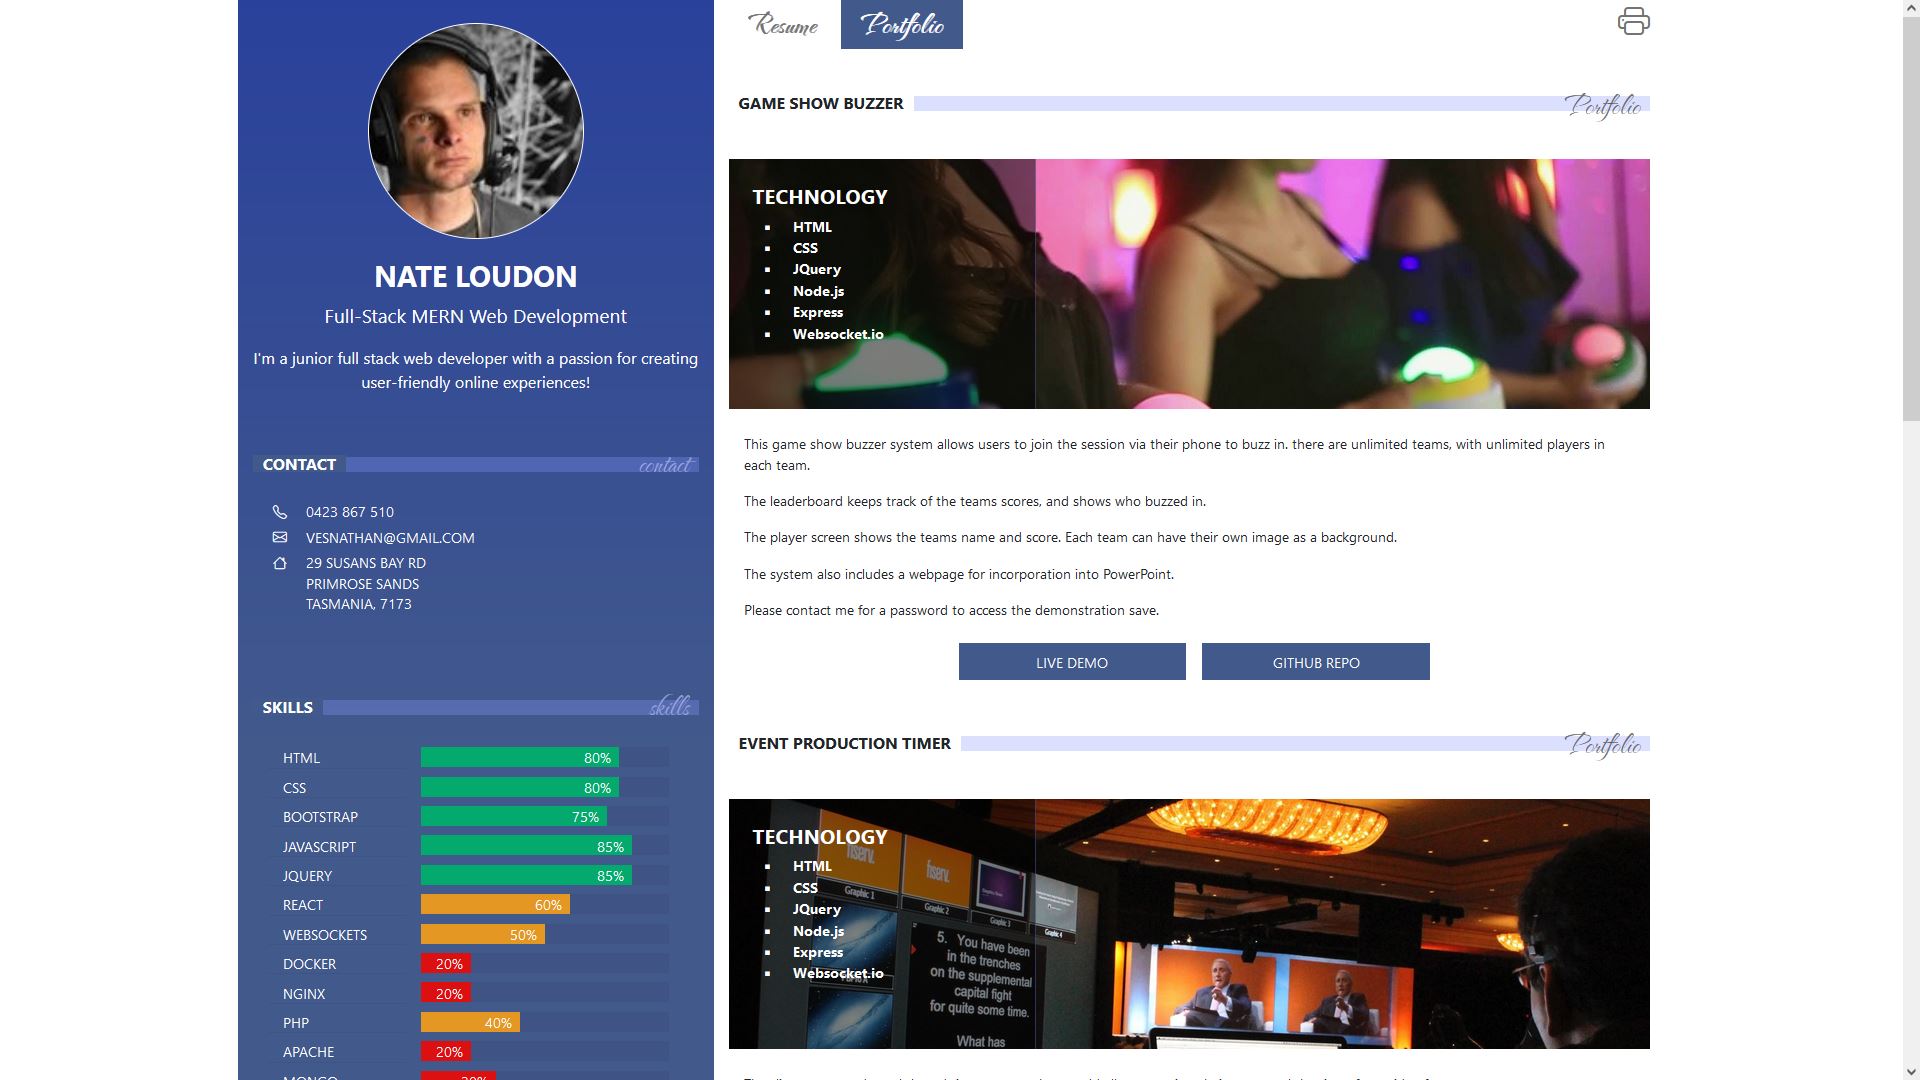 NATE LOUDON
Full-Stack MERN Web Development
I'm a junior full stack web developer with a passion for creating
user-friendly online experiences!
CONTACT
contact
0423 867 510
VESNATHAN@GMAIL.COM
29 SUSANS BAY RD
PRIMROSE SANDS
TASMANIA, 7173
SKILLS
skills
HTML 80%
CSS 80%
BOOTSTRAP 75%
JAVASCRIPT 85%
JQUERY 85%
REACT 60%
WEBSOCKETS 50%
DOCKER 20%
NGINX 20%
PHP 40%
APACHE 20%
MONGO
Resume Portfolio
GAME SHOW BUZZER Portfolio
TECHNOLOGY
HTML
CSS
JQuery
Node.js
Express
Websocket.io
This game show buzzer system allows users to join the session via their phone to buzz in. there are unlimited teams, with unlimited players in
each team.
The leaderboard keeps track of the teams scores, and shows who buzzed in.
The player screen shows the teams name and score. Each team can have their own image as a background.
The system also includes a webpage for incorporation into PowerPoint.
Please contact me for a password to access the demonstration save.
LIVE DEMO GITHUB REPO
EVENT PRODUCTION TIMER Portfolio
TECHNOLOGY
HTML
CSS
JQuery
Node.js
Express
Websocket.io
fiserv.
fiserv.
Graphic 1
Graphic 2
Graphic 3
Graphic 4
5. You have been
in the trenches
on the supplemental
capital fight
for quite some time.
What has